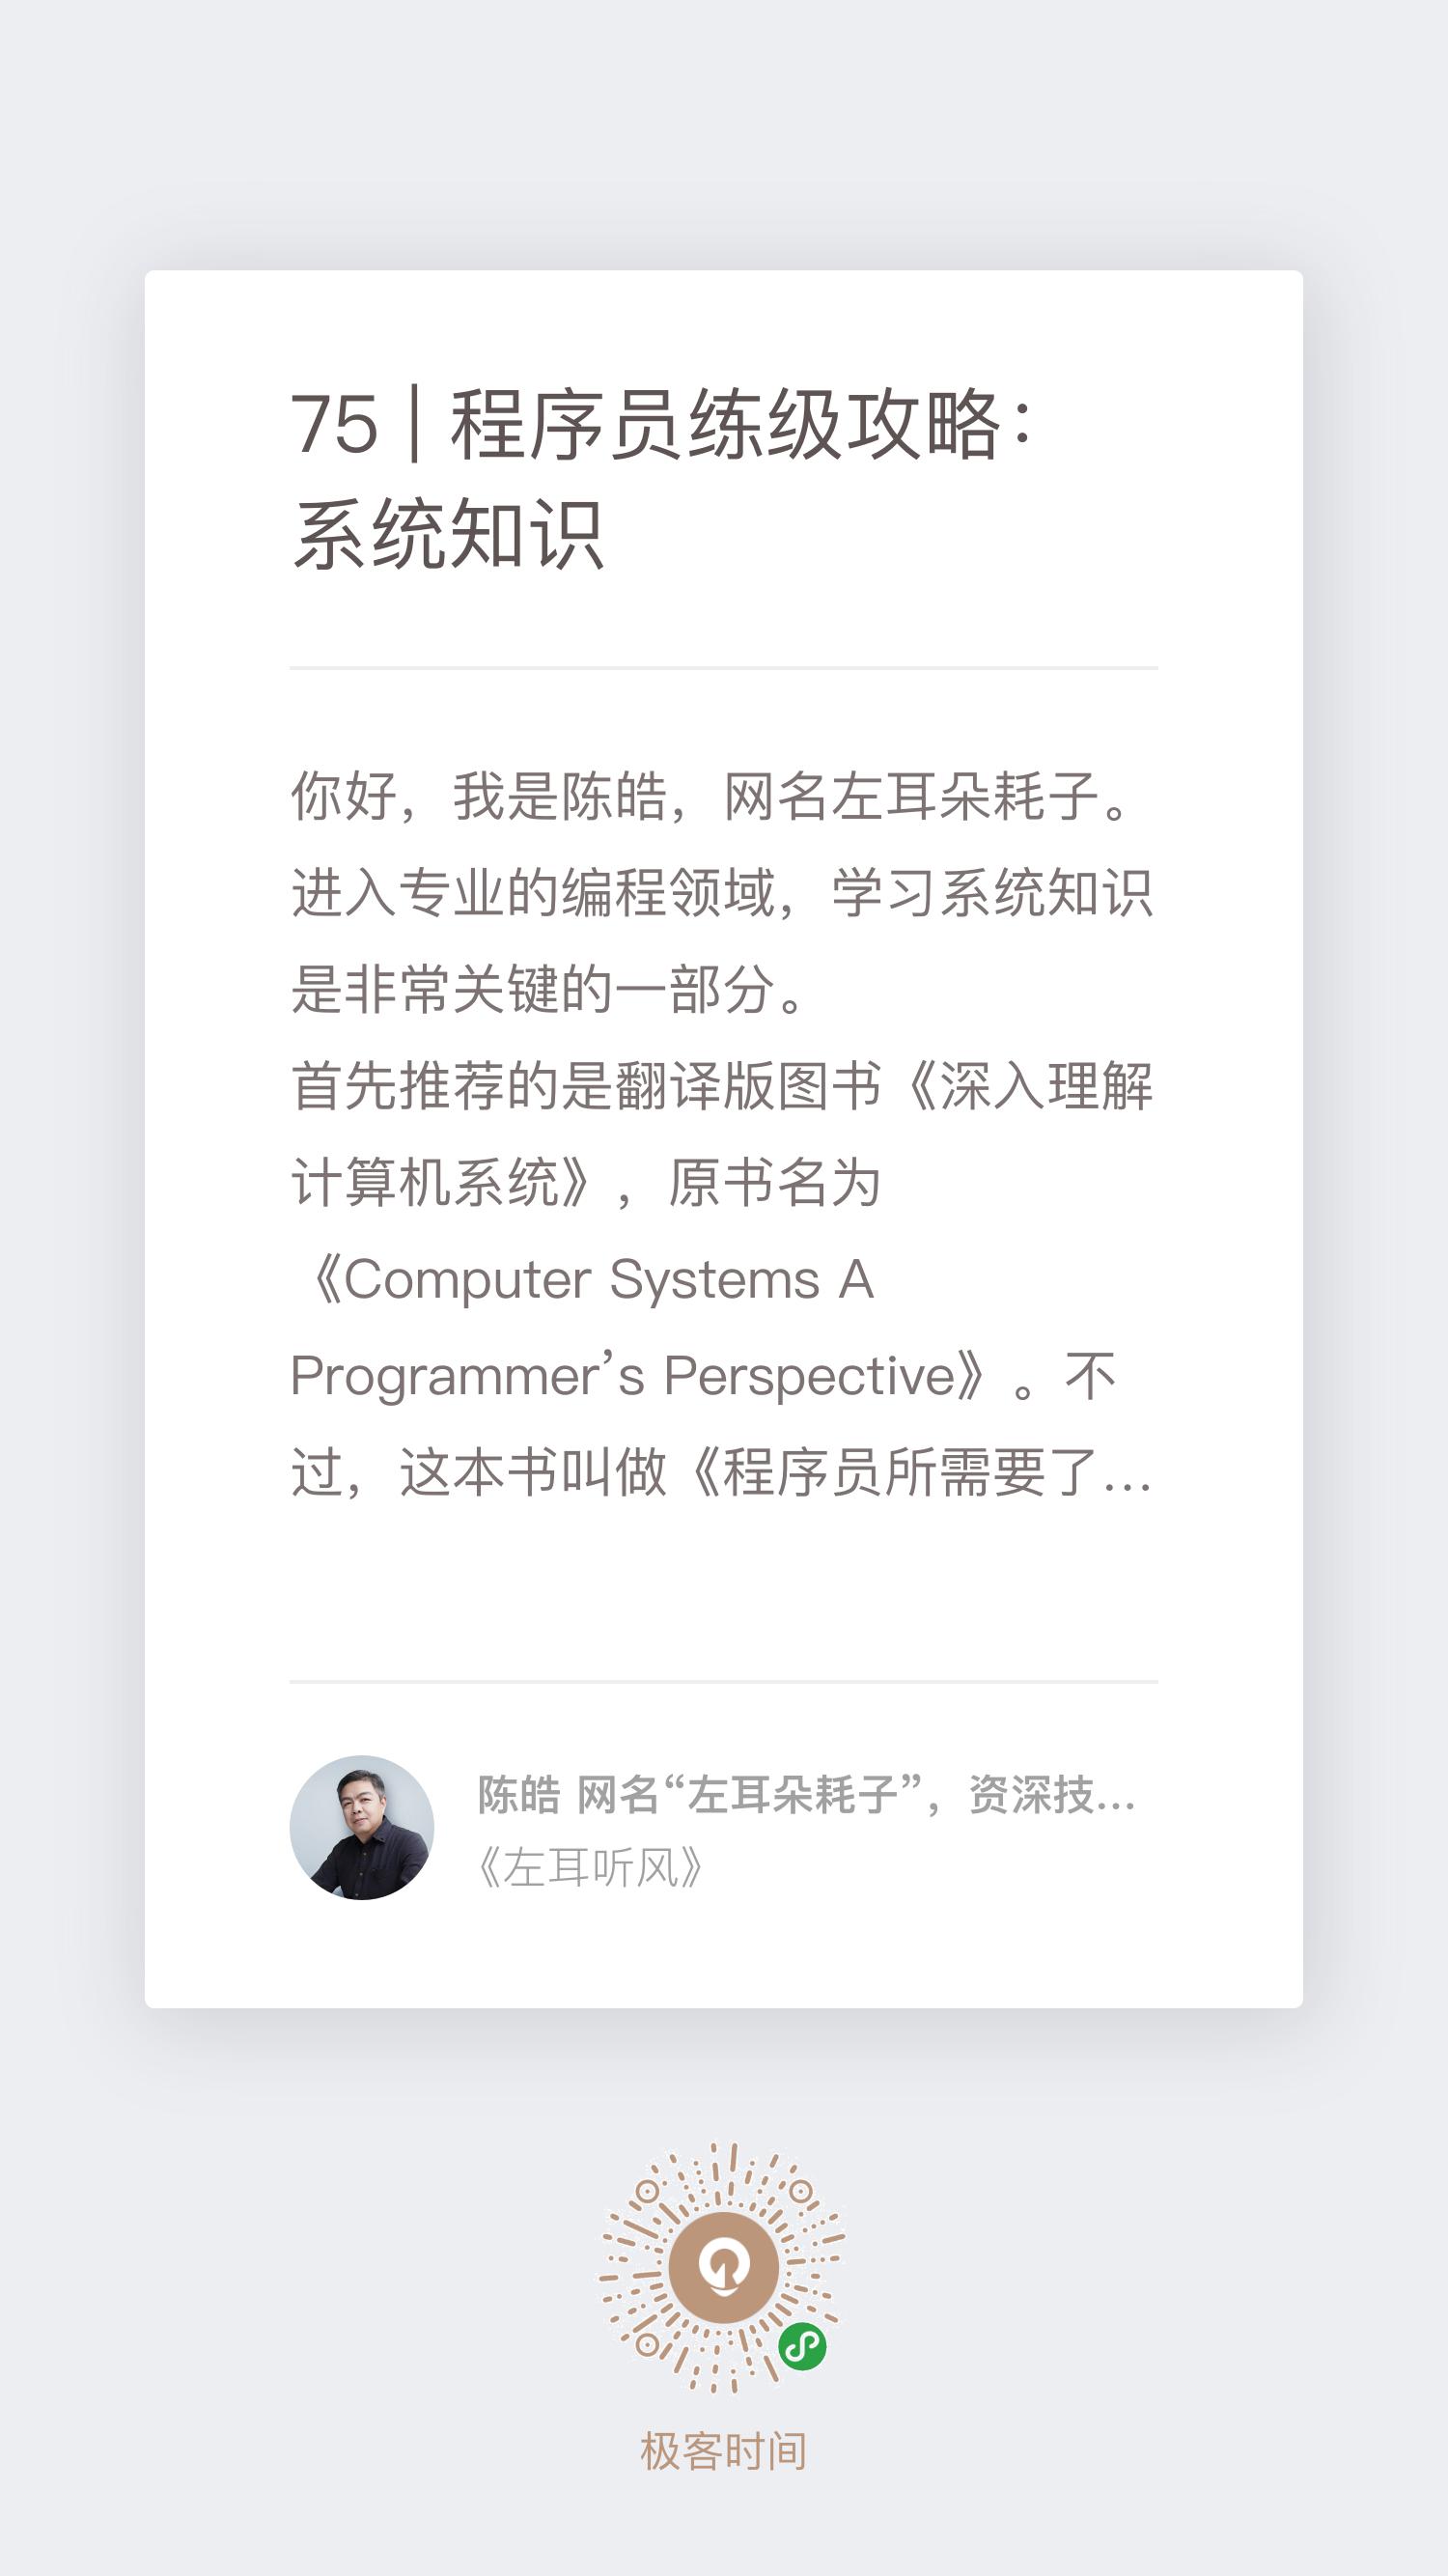 75 | 程序员练级攻略：
系统知识
你好，我是陈皓，网名左耳朵耗子。
进入专业的编程领域，学习系统知识
是非常关键的一部分。
首先推荐的是翻译版图书《深入理解
计算机系统》，原书名为
《Computer Systems A
Programmer’s Perspective》。不
过，这本书叫做《程序员所需要了...
陈皓 网名“左耳朵耗子”，资深技...
《左耳听风》
极客时间